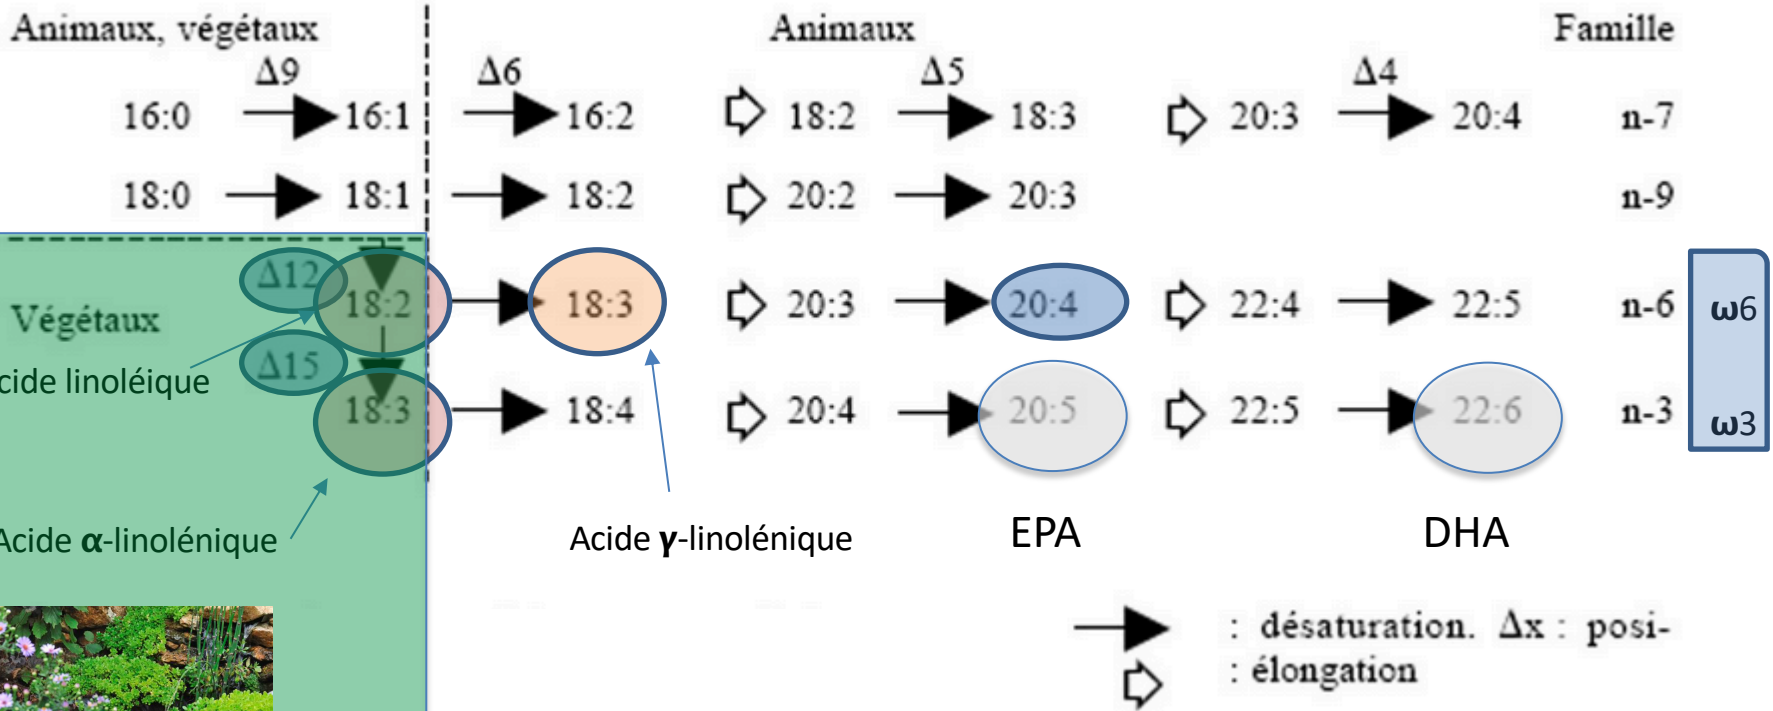 Animaux, végétaux Animaux Famille
Δ9 Δ6 Δ5 Δ4
16:0 16:1 16:2 18:2 18:3 20:3 20:4 n-7
18:0 18:1 18:2 20:2 20:3 n-9
Δ12
Végétaux 18:2 18:3 20:3 20:4 22:4 22:5 n-6 ω6
Δ15
cide linoléique
18:3 18:4 20:4 20:5 22:5 22:6 n-3 ω3
Acide α-linolénique Acide γ-linolénique EPA DHA
: désaturation. Δx : posi-
: élongation